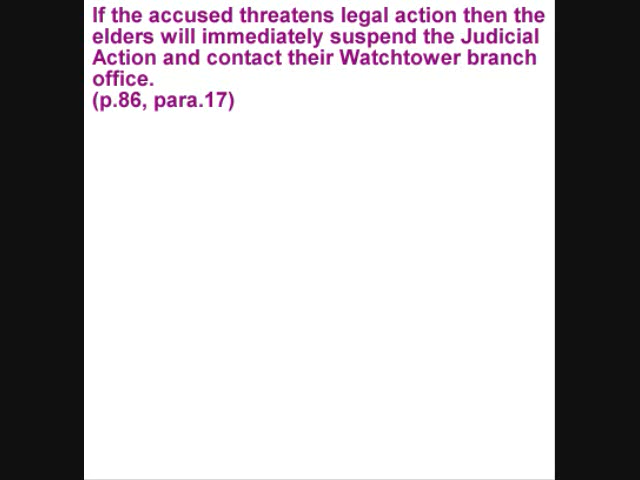 If the accused threatens legal action then the
elders will immediately suspend the Judicial
Action and contact their Watchtower branch
office.
(p.86, para.17)